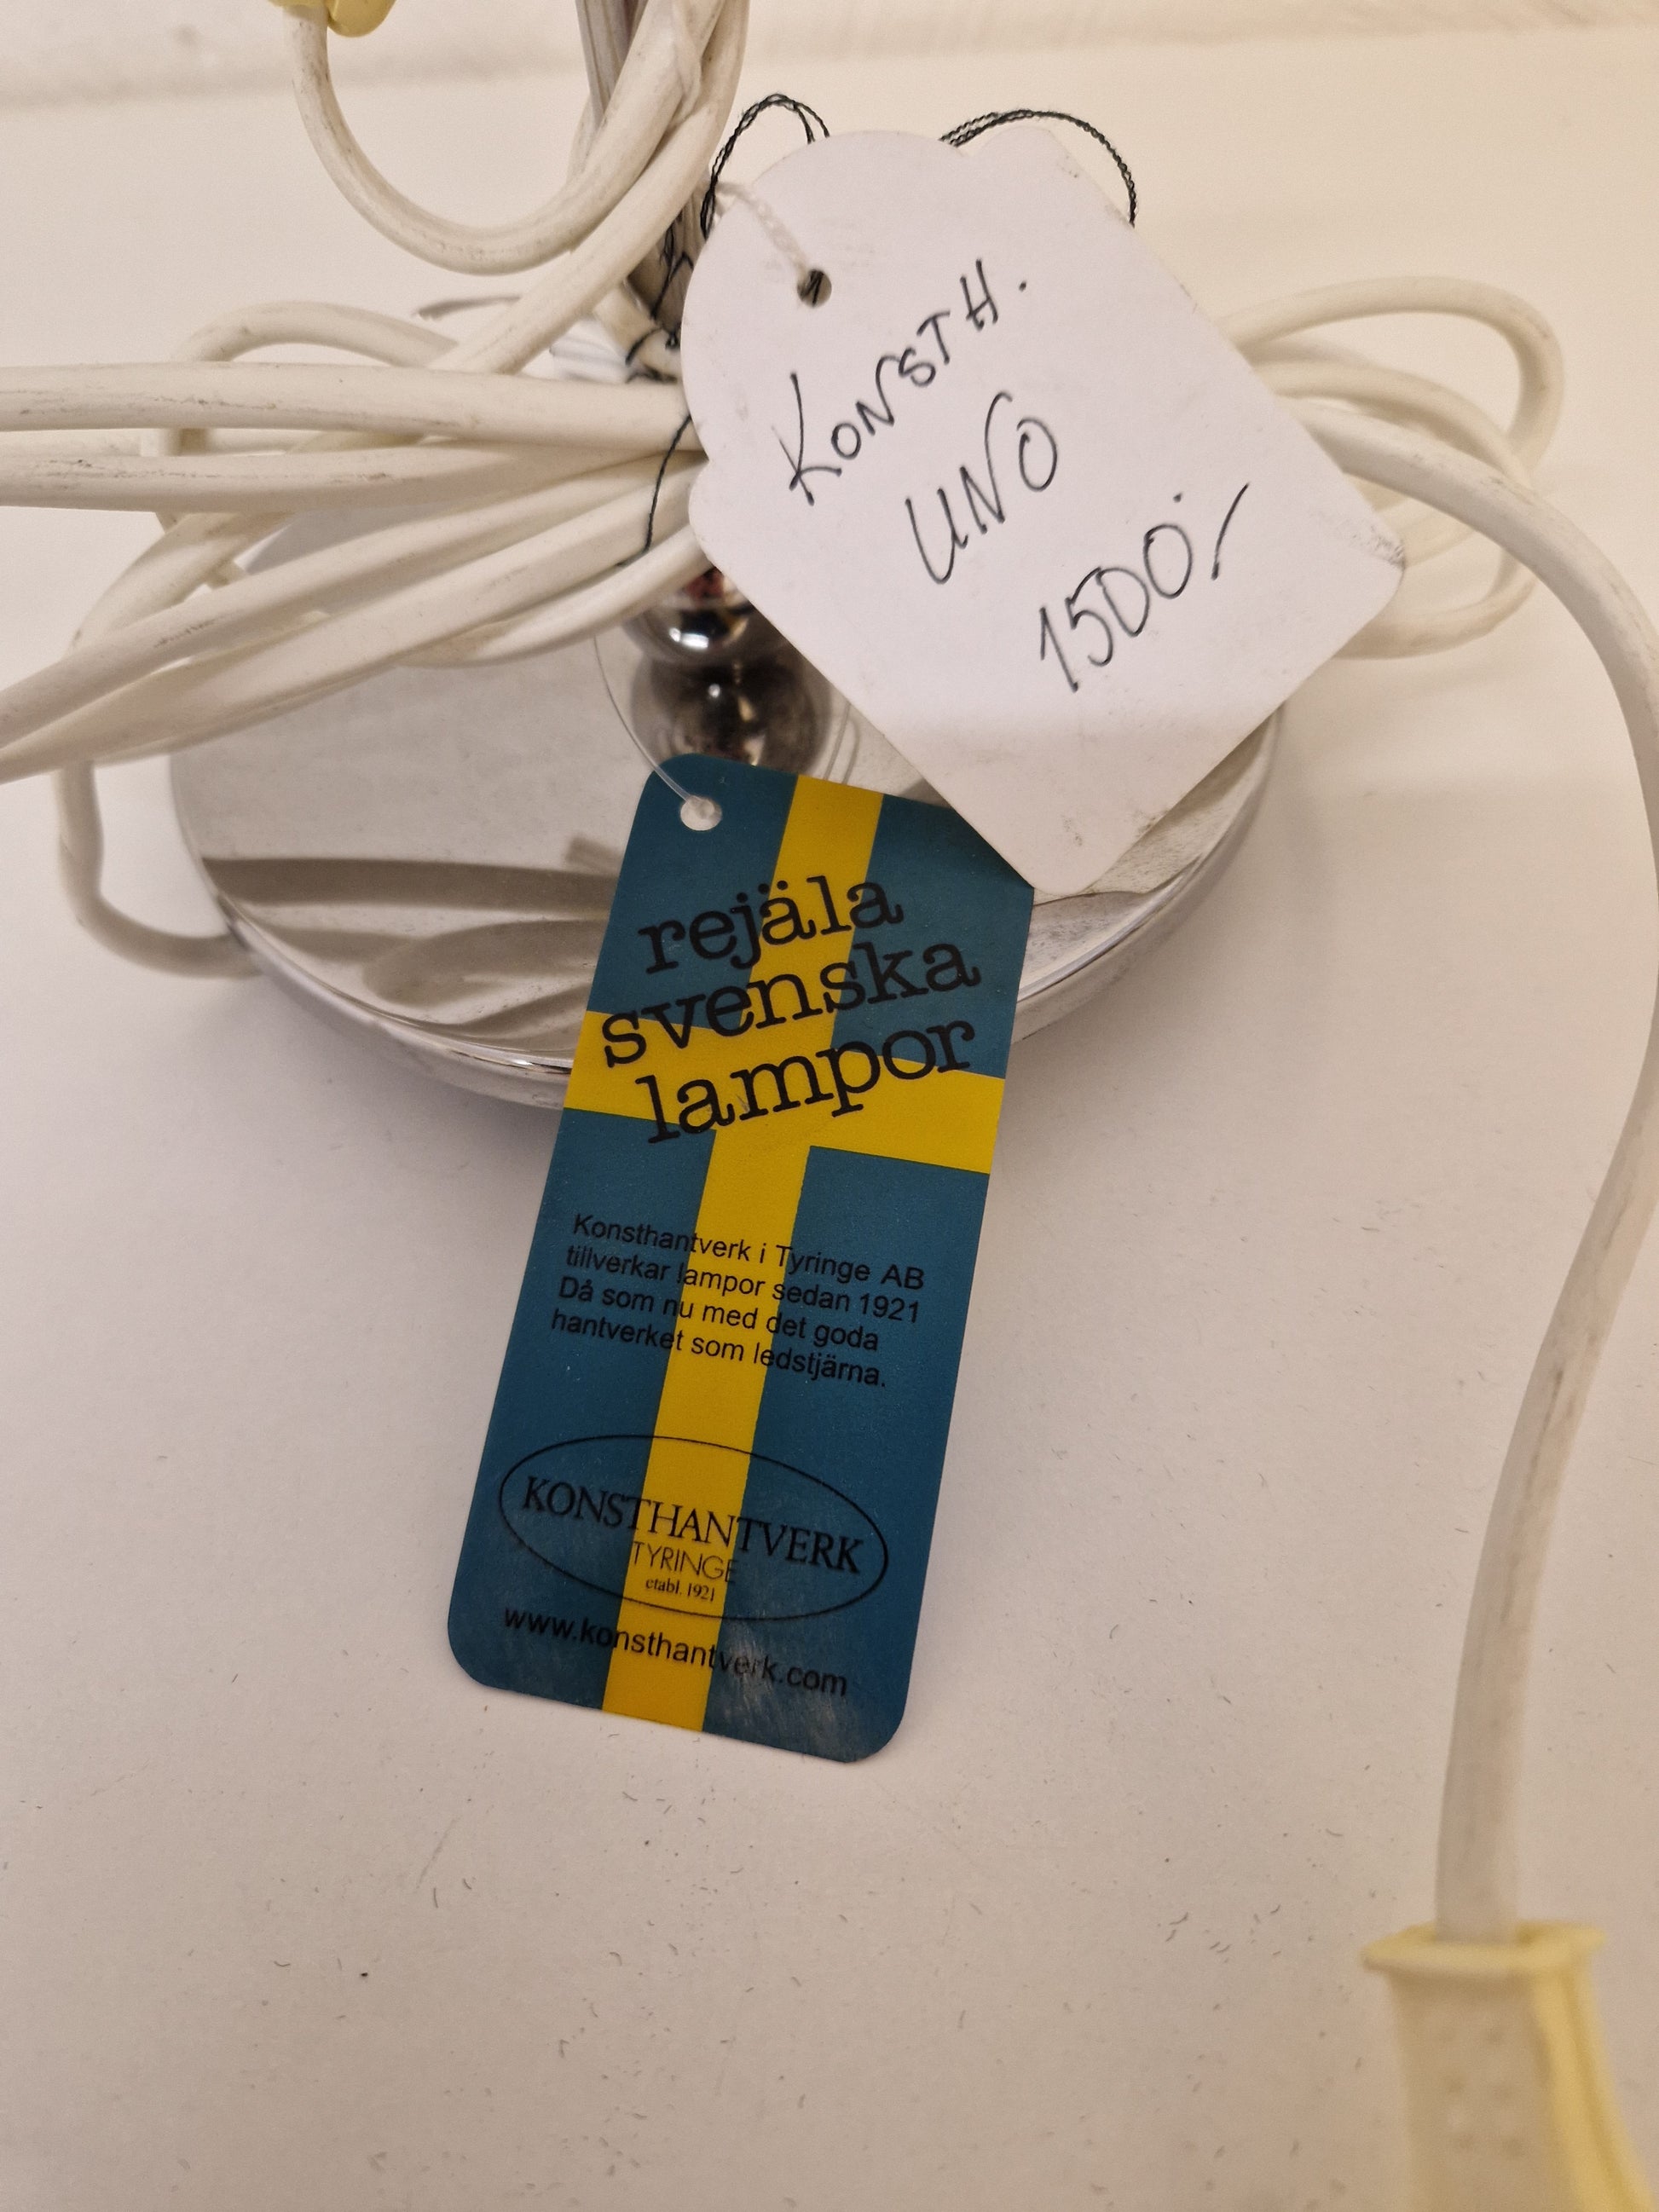 KONSTH.
UNO
1500:-
rejäla
svenska
lampor
Konsthantverk i Tyringe AB
tillverkar lampor sedan 1921
Då som nu med det goda
hantverket som ledstjärna.
KONSTHANTVERK
TYRINGE
etabl. 1921
www.konsthantverk.com